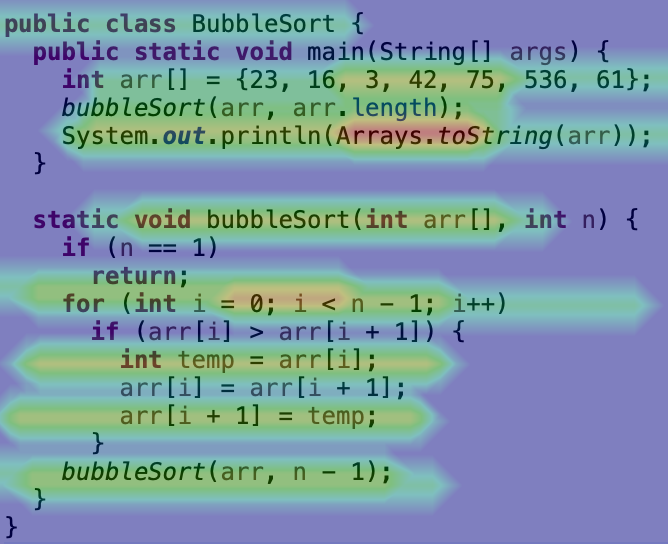 public class BubbleSort {
  public static void main(String[] args) {
    int arr[] = {23, 16, 3, 42, 75, 536, 61};
    bubbleSort(arr, arr.length);
    System.out.println(Arrays.toString(arr));
  }

  static void bubbleSort(int arr[], int n) {
    if (n == 1)
      return;
    for (int i = 0; i < n - 1; i++)
      if (arr[i] > arr[i + 1]) {
        int temp = arr[i];
        arr[i] = arr[i + 1];
        arr[i + 1] = temp;
      }
    bubbleSort(arr, n - 1);
  }
}